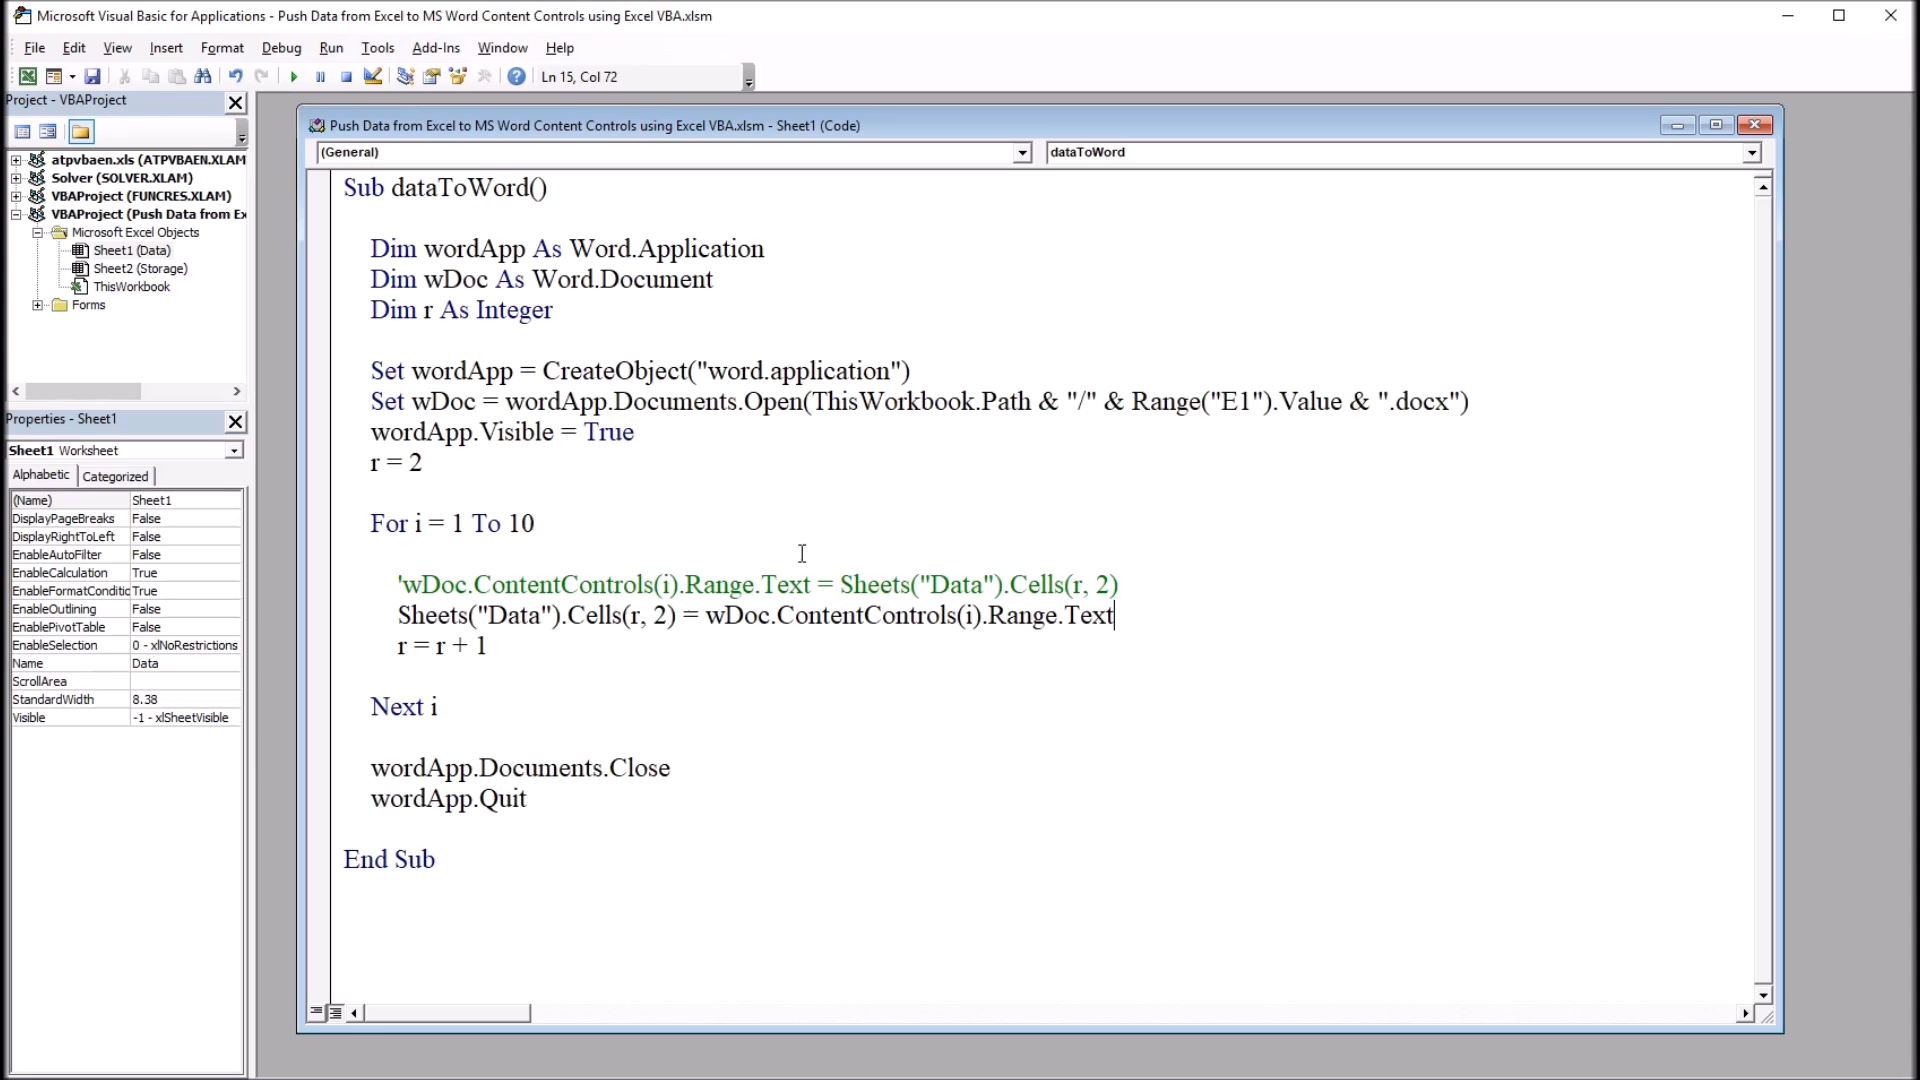 Microsoft Visual Basic for Applications - Push Data from Excel to MS Word Content Controls using Excel VBA.xlsm
File Edit View Insert Format Debug Run Tools Add-Ins Window Help
Ln 15, Col 72
Project - VBAProject
atpvbaen.xls (ATPVBAEN.XLAM
Solver (SOLVER.XLAM)
VBAProject (FUNCRES.XLAM)
VBAProject (Push Data from Ex
Microsoft Excel Objects
Sheet1 (Data)
Sheet2 (Storage)
ThisWorkbook
Forms
Properties - Sheet1
Sheet1 Worksheet
Alphabetic Categorized
(Name) Sheet1
DisplayPageBreaks False
DisplayRightToLeft False
EnableAutoFilter False
EnableCalculation True
EnableFormatConditic True
EnableOutlining False
EnablePivotTable False
EnableSelection 0 - xlNoRestrictions
Name Data
ScrollArea
StandardWidth 8.38
Visible -1 - xlSheetVisible
Push Data from Excel to MS Word Content Controls using Excel VBA.xlsm - Sheet1 (Code)
(General) dataToWord
Sub dataToWord()
Dim wordApp As Word.Application
Dim wDoc As Word.Document
Dim r As Integer
Set wordApp = CreateObject("word.application")
Set wDoc = wordApp.Documents.Open(ThisWorkbook.Path & "/" & Range("E1").Value & ".docx")
wordApp.Visible = True
r = 2
For i = 1 To 10
'wDoc.ContentControls(i).Range.Text = Sheets("Data").Cells(r, 2)
Sheets("Data").Cells(r, 2) = wDoc.ContentControls(i).Range.Text
r = r + 1
Next i
wordApp.Documents.Close
wordApp.Quit
End Sub